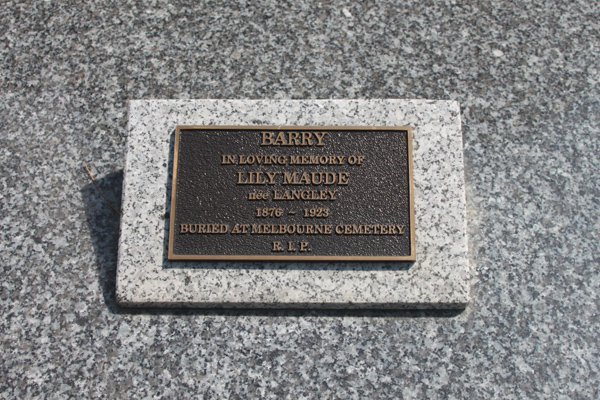 BARRY
IN LOVING MEMORY OF
LILY MAUDE
née LANGLEY
1876 ~ 1923
BURIED AT MELBOURNE CEMETERY
R. I. P.